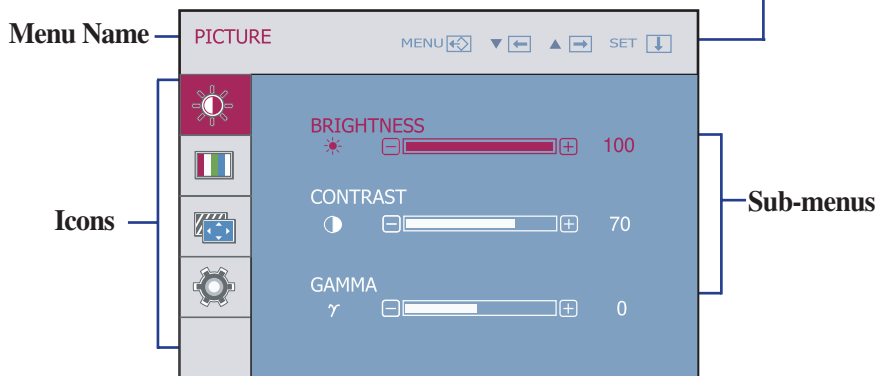 Menu Name
PICTURE
MENU ▼ ▲ SET
BRIGHTNESS
100
CONTRAST
70
Icons
Sub-menus
GAMMA
γ 0